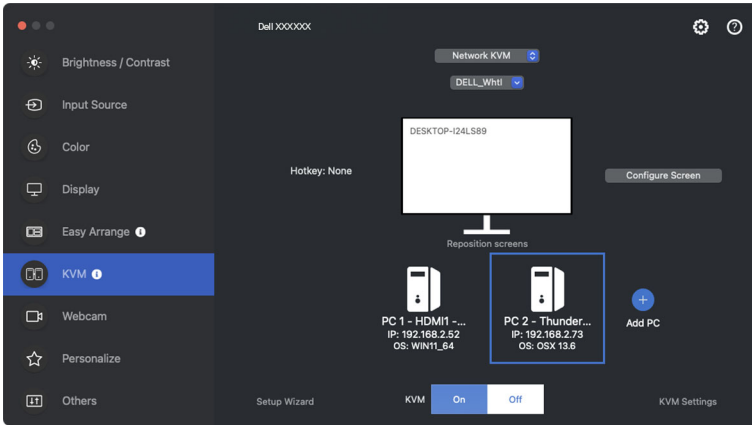 Dell XXXXXX
Brightness / Contrast
Input Source
Color
Display
Easy Arrange
KVM
Webcam
Personalize
Others
Network KVM
DELL_Whtl
DESKTOP-I24LS89
Hotkey: None
Configure Screen
Reposition screens
PC 1 - HDMI1 -...
IP: 192.168.2.52
OS: WIN11_64
PC 2 - Thunder...
IP: 192.168.2.73
OS: OSX 13.6
Add PC
Setup Wizard
KVM
On
Off
KVM Settings